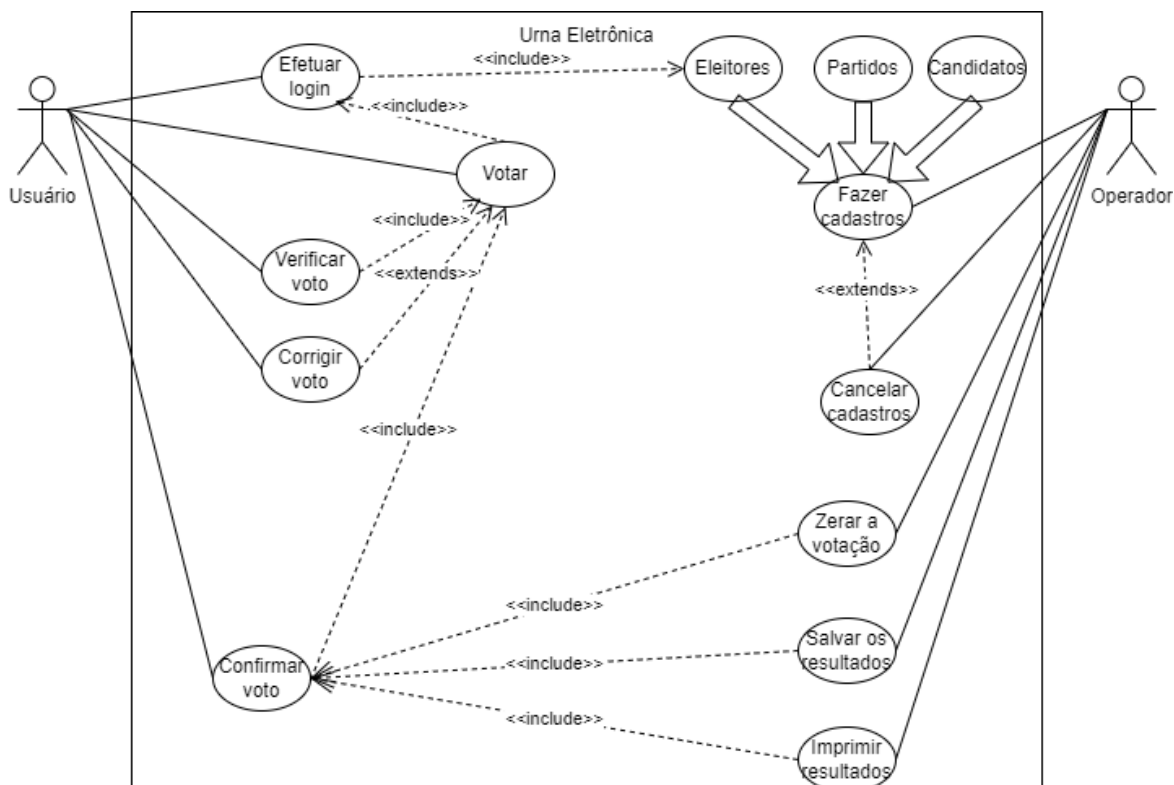 Urna Eletrônica
<<include>>
Efetuar
login
Eleitores
Partidos
Candidatos
<<include>>
Votar
Usuário
Operador
Fazer
cadastros
<<include>>
Verificar
voto
<<extends>>
<<extends>>
Corrigir
voto
Cancelar
cadastros
<<include>>
Zerar a
votação
<<include>>
Confirmar
voto
<<include>>
Salvar os
resultados
<<include>>
Imprimir
resultados